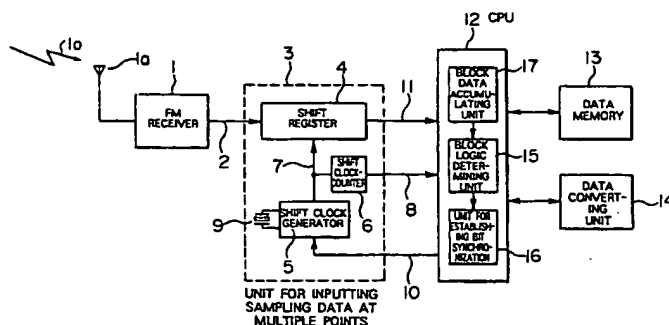 12 CPU
1a
1a
1
FM
RECEIVER
2
3
4
SHIFT
REGISTER
7
SHIFT
CLOCK-
COUNTER
6
9
SHIFT CLOCK
GENERATOR
5
UNIT FOR INPUTTING
SAMPLING DATA AT
MULTIPLE POINTS
11
8
10
17
BLOCK
DATA
ACCUMU-
LATING
UNIT
BLOCK
LOGIC
DETER-
MINING
UNIT
15
UNIT FOR
ESTABLISH-
ING BIT
SYNCHRO-
NIZATION
16
13
DATA
MEMORY
DATA
CONVERT-
ING UNIT
14